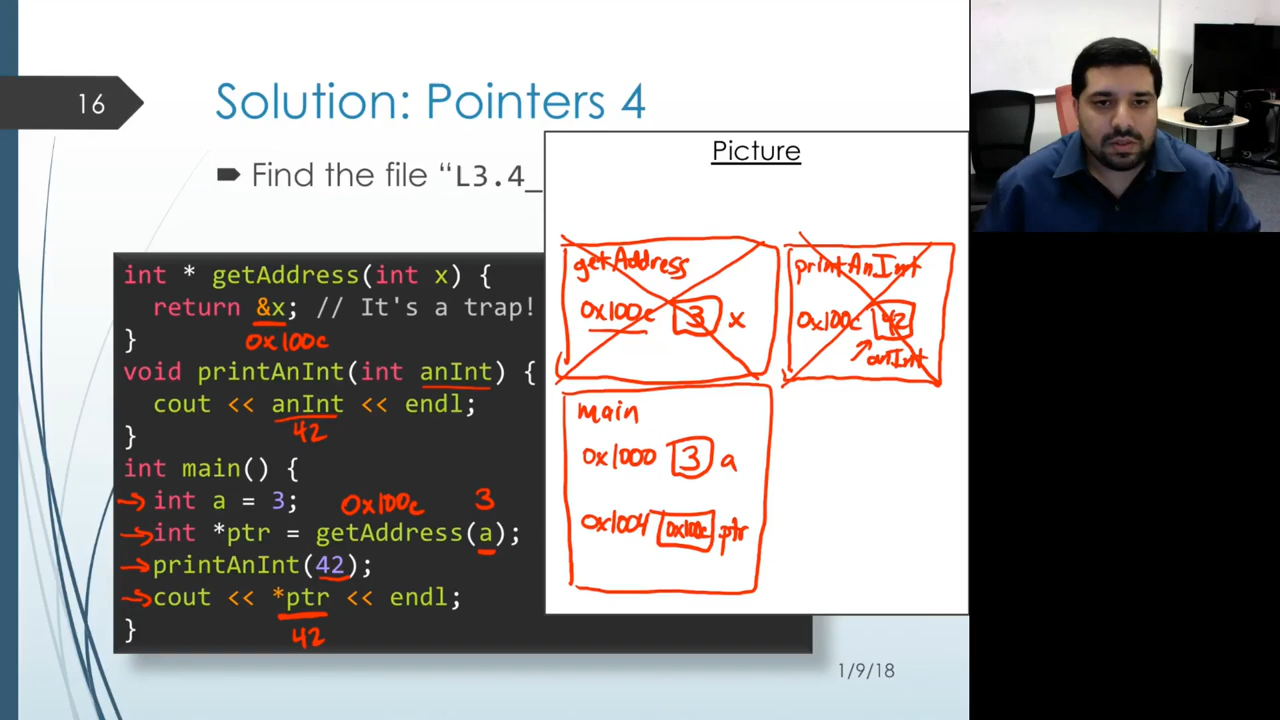 16
Solution: Pointers 4
Find the file “L3.4_
int * getAddress(int x) {
return &x; // It's a trap!
}
0x100c
void printAnInt(int anInt) {
cout << anInt << endl;
}
42
int main() {
int a = 3;
0x100c 3
int *ptr = getAddress(a);
printAnInt(42);
cout << *ptr << endl;
}
42
Picture
getAddress
0x100c 3 x
printAnInt
0x100c 42
anInt
main
0x1000 3 a
0x1004 0x100c ptr
1/9/18